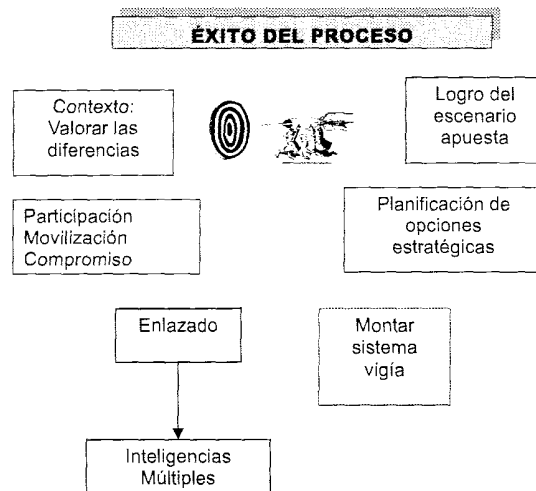 ÉXITO DEL PROCESO
Contexto:
Valorar las
diferencias
Logro del
escenario
apuesta
Participación
Movilización
Compromiso
Planificación de
opciones
estratégicas
Enlazado
Montar
sistema
vigía
Inteligencias
Múltiples